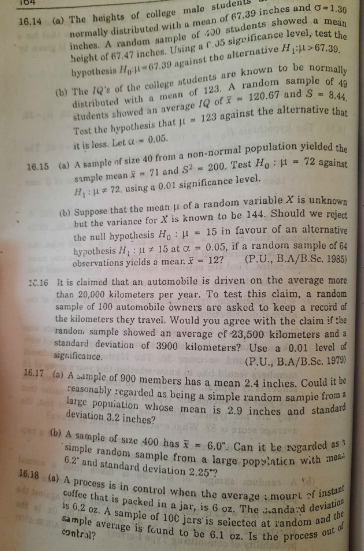 164
16.14 (a) The heights of college male students
normally distributed with a mean of 67.39 inches and σ=1.30
inches. A random sample of 400 students showed a mean
height of 67.47 inches. Using a 0.05 significance level, test the
hypothesis H₀:μ=67.39 against the alternative H₁:μ>67.39.
(b) The IQ's of the college students are known to be normally
distributed with a mean of 123. A random sample of 49
students showed an average IQ of x̄ = 120.67 and S = 8.44.
Test the hypothesis that μ = 123 against the alternative that
it is less. Let α = 0.05.
16.15 (a) A sample of size 40 from a non-normal population yielded the
sample mean x̄ = 71 and S² = 200. Test H₀ : μ = 72 against
H₁ : μ ≠ 72, using a 0.01 significance level.
(b) Suppose that the mean μ of a random variable X is unknown
but the variance for X is known to be 144. Should we reject
the null hypothesis H₀ : μ = 15 in favour of an alternative
hypothesis H₁ : μ ≠ 15 at α = 0.05, if a random sample of 64
observations yields a mean x̄ = 12? (P.U., B.A/B.Sc. 1985)
16.16 It is claimed that an automobile is driven on the average more
than 20,000 kilometers per year. To test this claim, a random
sample of 100 automobile owners are asked to keep a record of
the kilometers they travel. Would you agree with the claim if the
random sample showed an average of 23,500 kilometers and a
standard deviation of 3900 kilometers? Use a 0.01 level of
significance. (P.U., B.A/B.Sc. 1979)
16.17 (a) A sample of 900 members has a mean 2.4 inches. Could it be
reasonably regarded as being a simple random sample from a
large population whose mean is 2.9 inches and standard
deviation 3.2 inches?
(b) A sample of size 400 has x̄ = 6.0". Can it be regarded as a
simple random sample from a large population with mean
6.2" and standard deviation 2.25"?
16.18 (a) A process is in control when the average amount of instant
coffee that is packed in a jar, is 6 oz. The standard deviation
is 0.2 oz. A sample of 100 jars is selected at random and the
sample average is found to be 6.1 oz. Is the process out of
control?